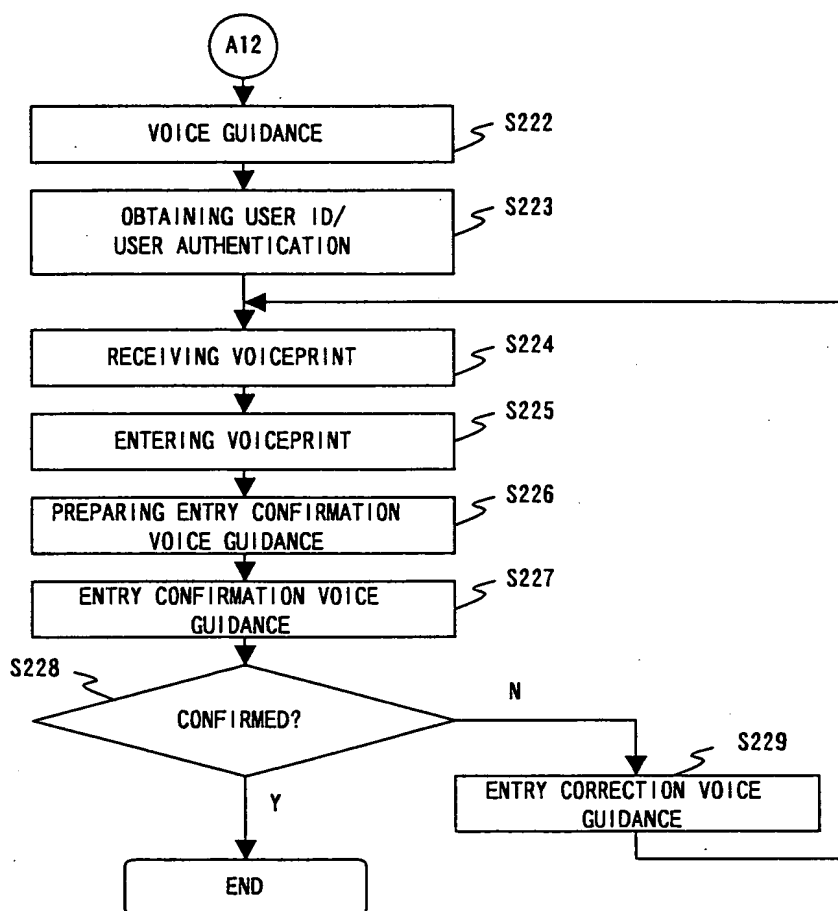 A12
VOICE GUIDANCE
S222
OBTAINING USER ID/
USER AUTHENTICATION
S223
RECEIVING VOICEPRINT
S224
ENTERING VOICEPRINT
S225
PREPARING ENTRY CONFIRMATION
VOICE GUIDANCE
S226
ENTRY CONFIRMATION VOICE
GUIDANCE
S227
S228
CONFIRMED?
N
Y
S229
ENTRY CORRECTION VOICE
GUIDANCE
END